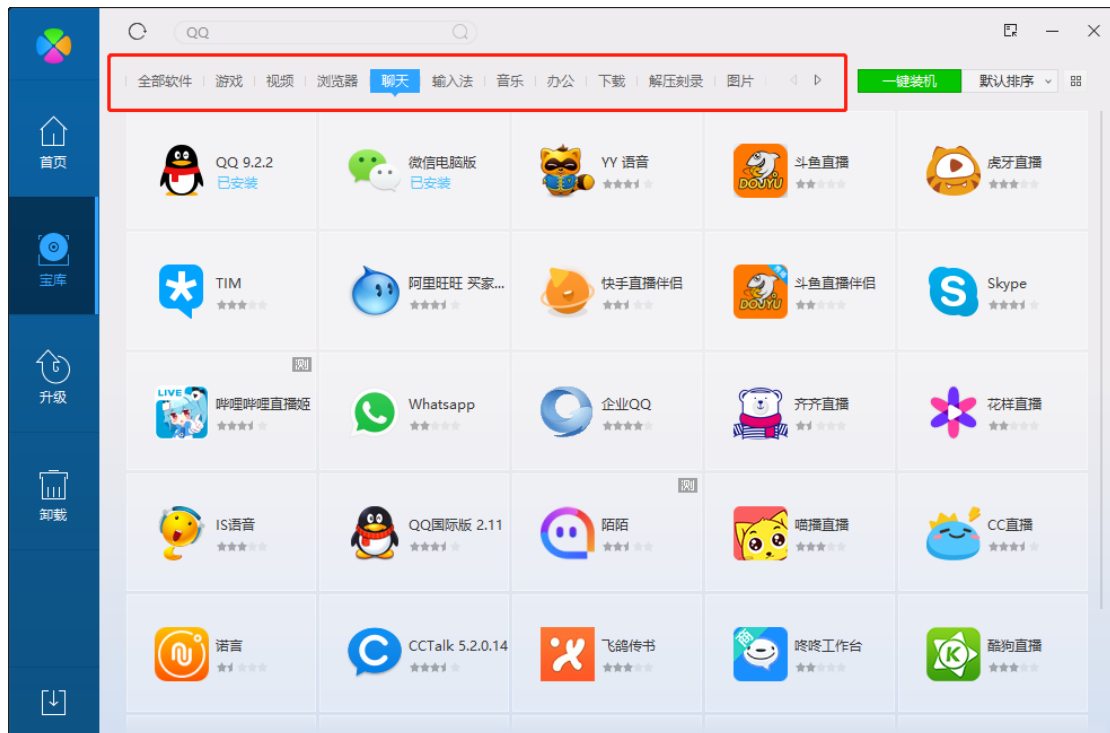 QQ
全部软件 游戏 视频 浏览器 聊天 输入法 音乐 办公 下载 解压刻录 图片 一键装机 默认排序
首页
宝库
升级
卸载
QQ 9.2.2
已安装
微信电脑版
已安装
YY 语音
斗鱼直播
DOUYU
虎牙直播
TIM
阿里旺旺 买家...
快手直播伴侣
斗鱼直播伴侣
DOUYU
S
Skype
测
LIVE
哔哩哔哩直播姬
Whatsapp
企业QQ
齐齐直播
花样直播
IS语音
QQ国际版 2.11
测
陌陌
喵播直播
CC直播
诺言
C
CCTalk 5.2.0.14
飞鸽传书
商
咚咚工作台
K
酷狗直播